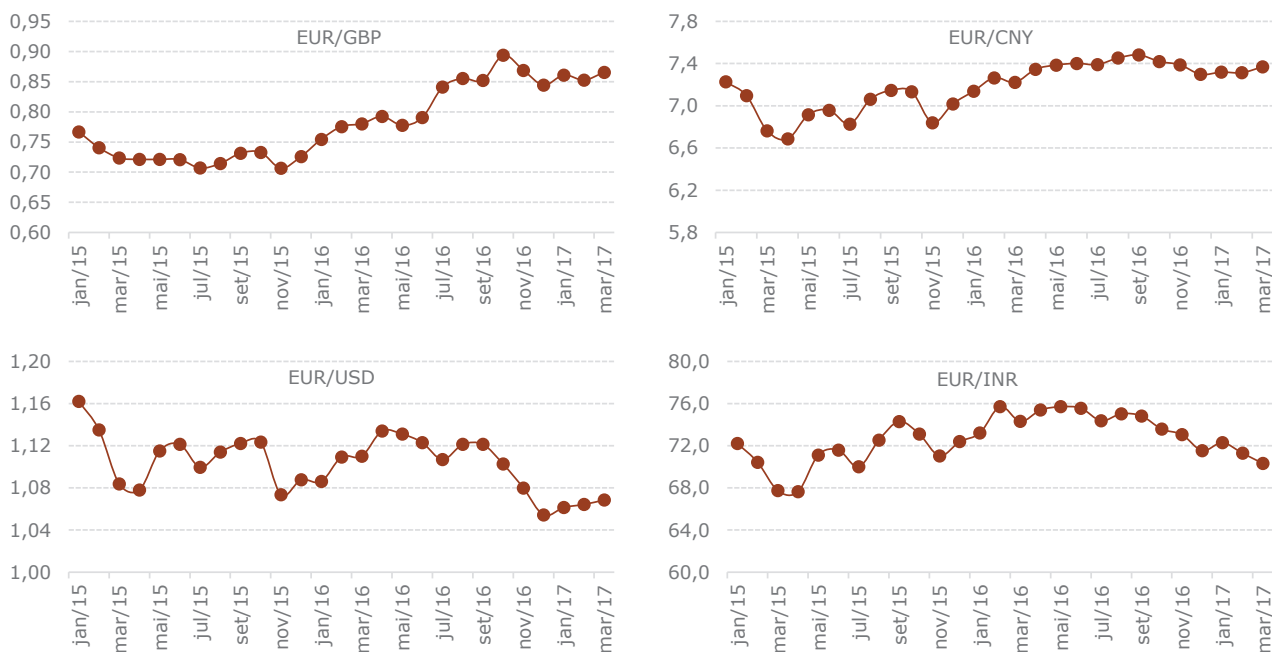 EUR/GBP
0,95
0,90
0,85
0,80
0,75
0,70
0,65
0,60
jan/15
mar/15
mai/15
jul/15
set/15
nov/15
jan/16
mar/16
mai/16
jul/16
set/16
nov/16
jan/17
mar/17
EUR/CNY
7,8
7,4
7,0
6,6
6,2
5,8
jan/15
mar/15
mai/15
jul/15
set/15
nov/15
jan/16
mar/16
mai/16
jul/16
set/16
nov/16
jan/17
mar/17
EUR/USD
1,20
1,16
1,12
1,08
1,04
1,00
jan/15
mar/15
mai/15
jul/15
set/15
nov/15
jan/16
mar/16
mai/16
jul/16
set/16
nov/16
jan/17
mar/17
EUR/INR
80,0
76,0
72,0
68,0
64,0
60,0
jan/15
mar/15
mai/15
jul/15
set/15
nov/15
jan/16
mar/16
mai/16
jul/16
set/16
nov/16
jan/17
mar/17